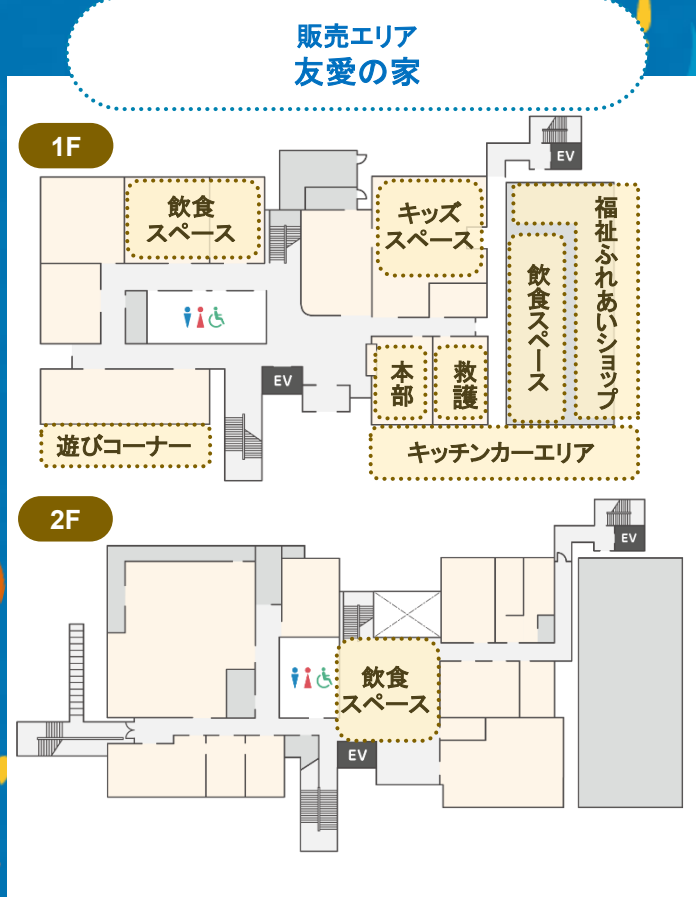 販売エリア
友愛の家
1F
EV
飲食
スペース
キッズ
スペース
福祉ふれあいショップ
飲食スペース
EV
本部
救護
遊びコーナー
キッチンカーエリア
2F
EV
飲食
スペース
EV